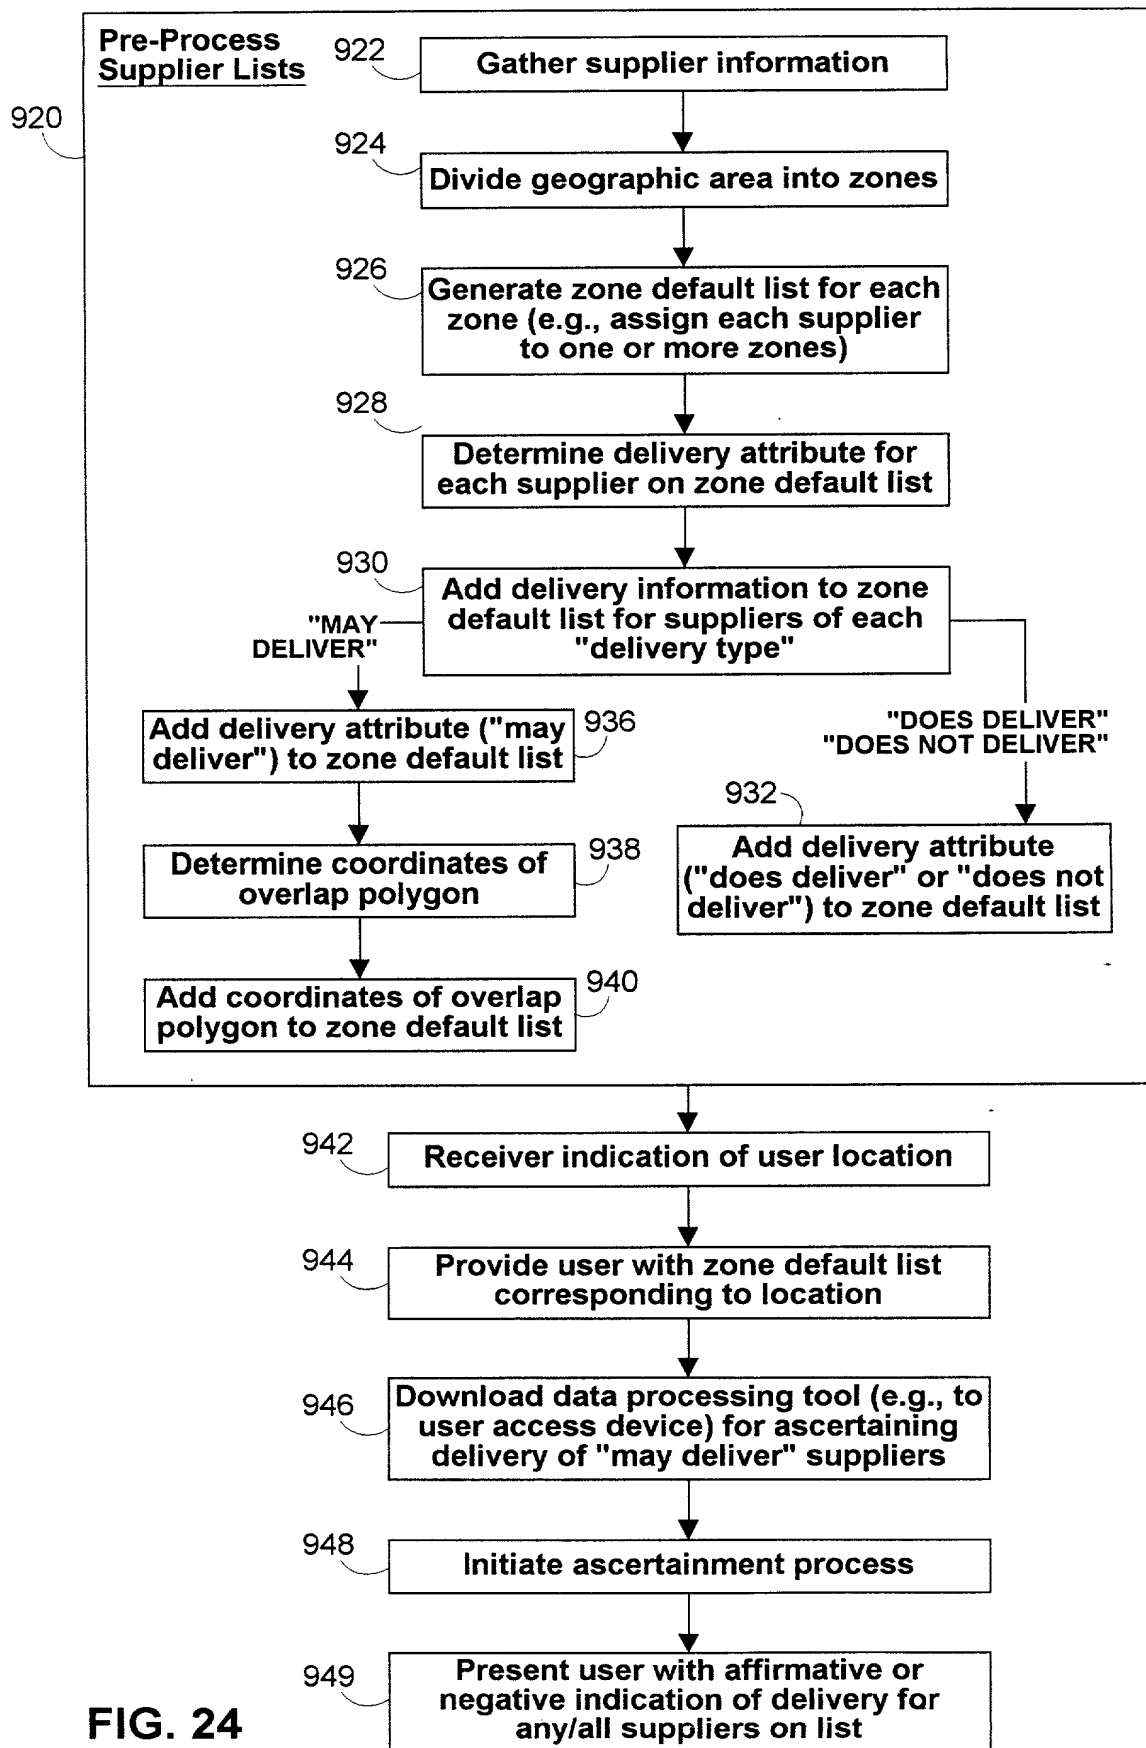 Pre-Process
Supplier Lists
920
922
Gather supplier information
924
Divide geographic area into zones
926
Generate zone default list for each
zone (e.g., assign each supplier
to one or more zones)
928
Determine delivery attribute for
each supplier on zone default list
930
Add delivery information to zone
default list for suppliers of each
"delivery type"
"MAY
DELIVER"
Add delivery attribute ("may
deliver") to zone default list
936
"DOES DELIVER"
"DOES NOT DELIVER"
932
Add delivery attribute
("does deliver" or "does not
deliver") to zone default list
Determine coordinates of
overlap polygon
938
Add coordinates of overlap
polygon to zone default list
940
942
Receiver indication of user location
944
Provide user with zone default list
corresponding to location
946
Download data processing tool (e.g., to
user access device) for ascertaining
delivery of "may deliver" suppliers
948
Initiate ascertainment process
949
Present user with affirmative or
negative indication of delivery for
any/all suppliers on list
FIG. 24